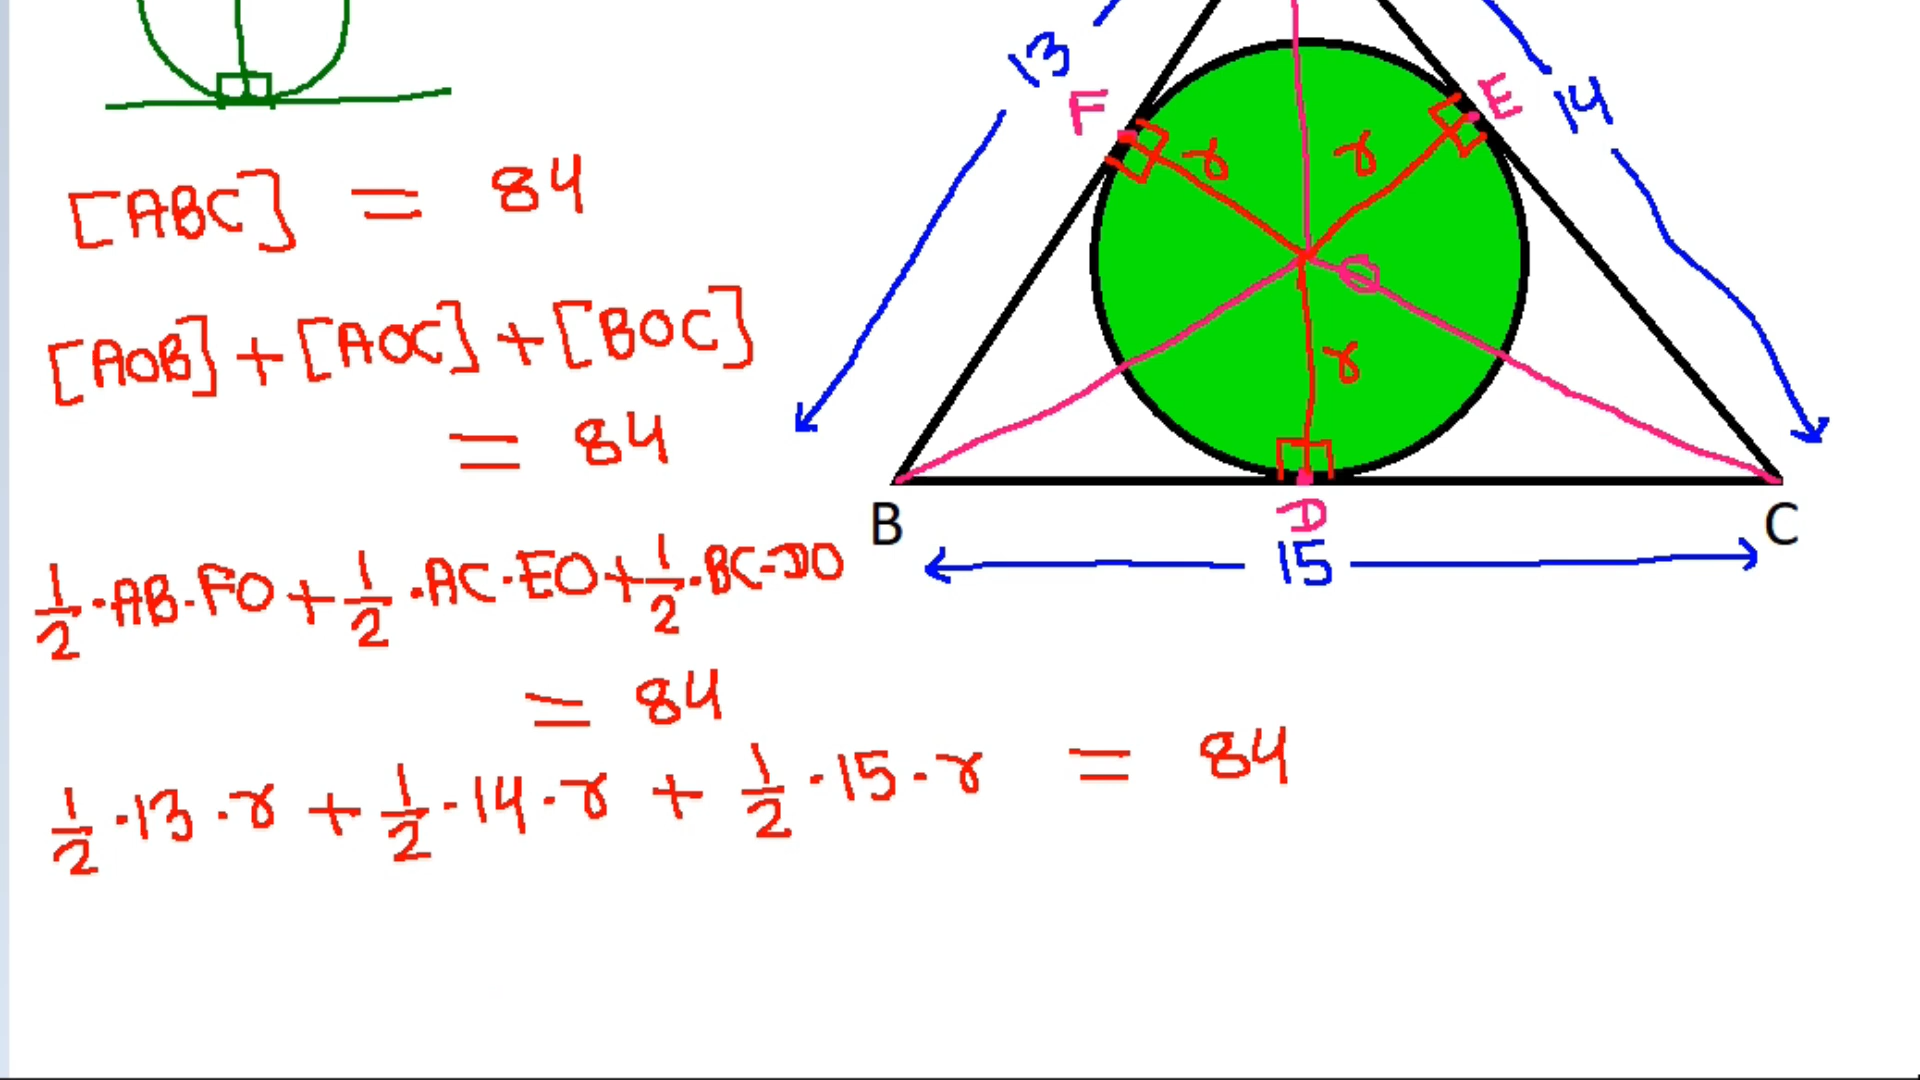 13
F
E
14
r
r
O
r
B
D
C
15
[ABC] = 84
[AOB] + [AOC] + [BOC]
= 84
1/2 · AB · FO + 1/2 · AC · EO + 1/2 · BC · DO
= 84
1/2 · 13 · r + 1/2 · 14 · r + 1/2 · 15 · r = 84